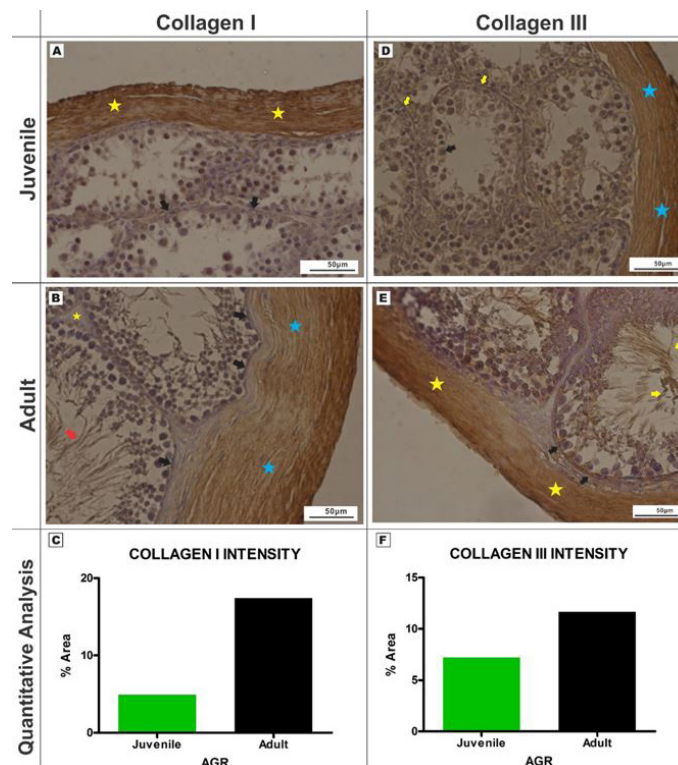 Collagen I
Collagen III
Juvenile
A
50µm
D
50µm
Adult
B
50µm
E
50µm
Quantitative Analysis
C
COLLAGEN I INTENSITY
20
10
0
% Area
Juvenile
Adult
AGR
F
COLLAGEN III INTENSITY
15
10
5
0
% Area
Juvenile
Adult
AGR